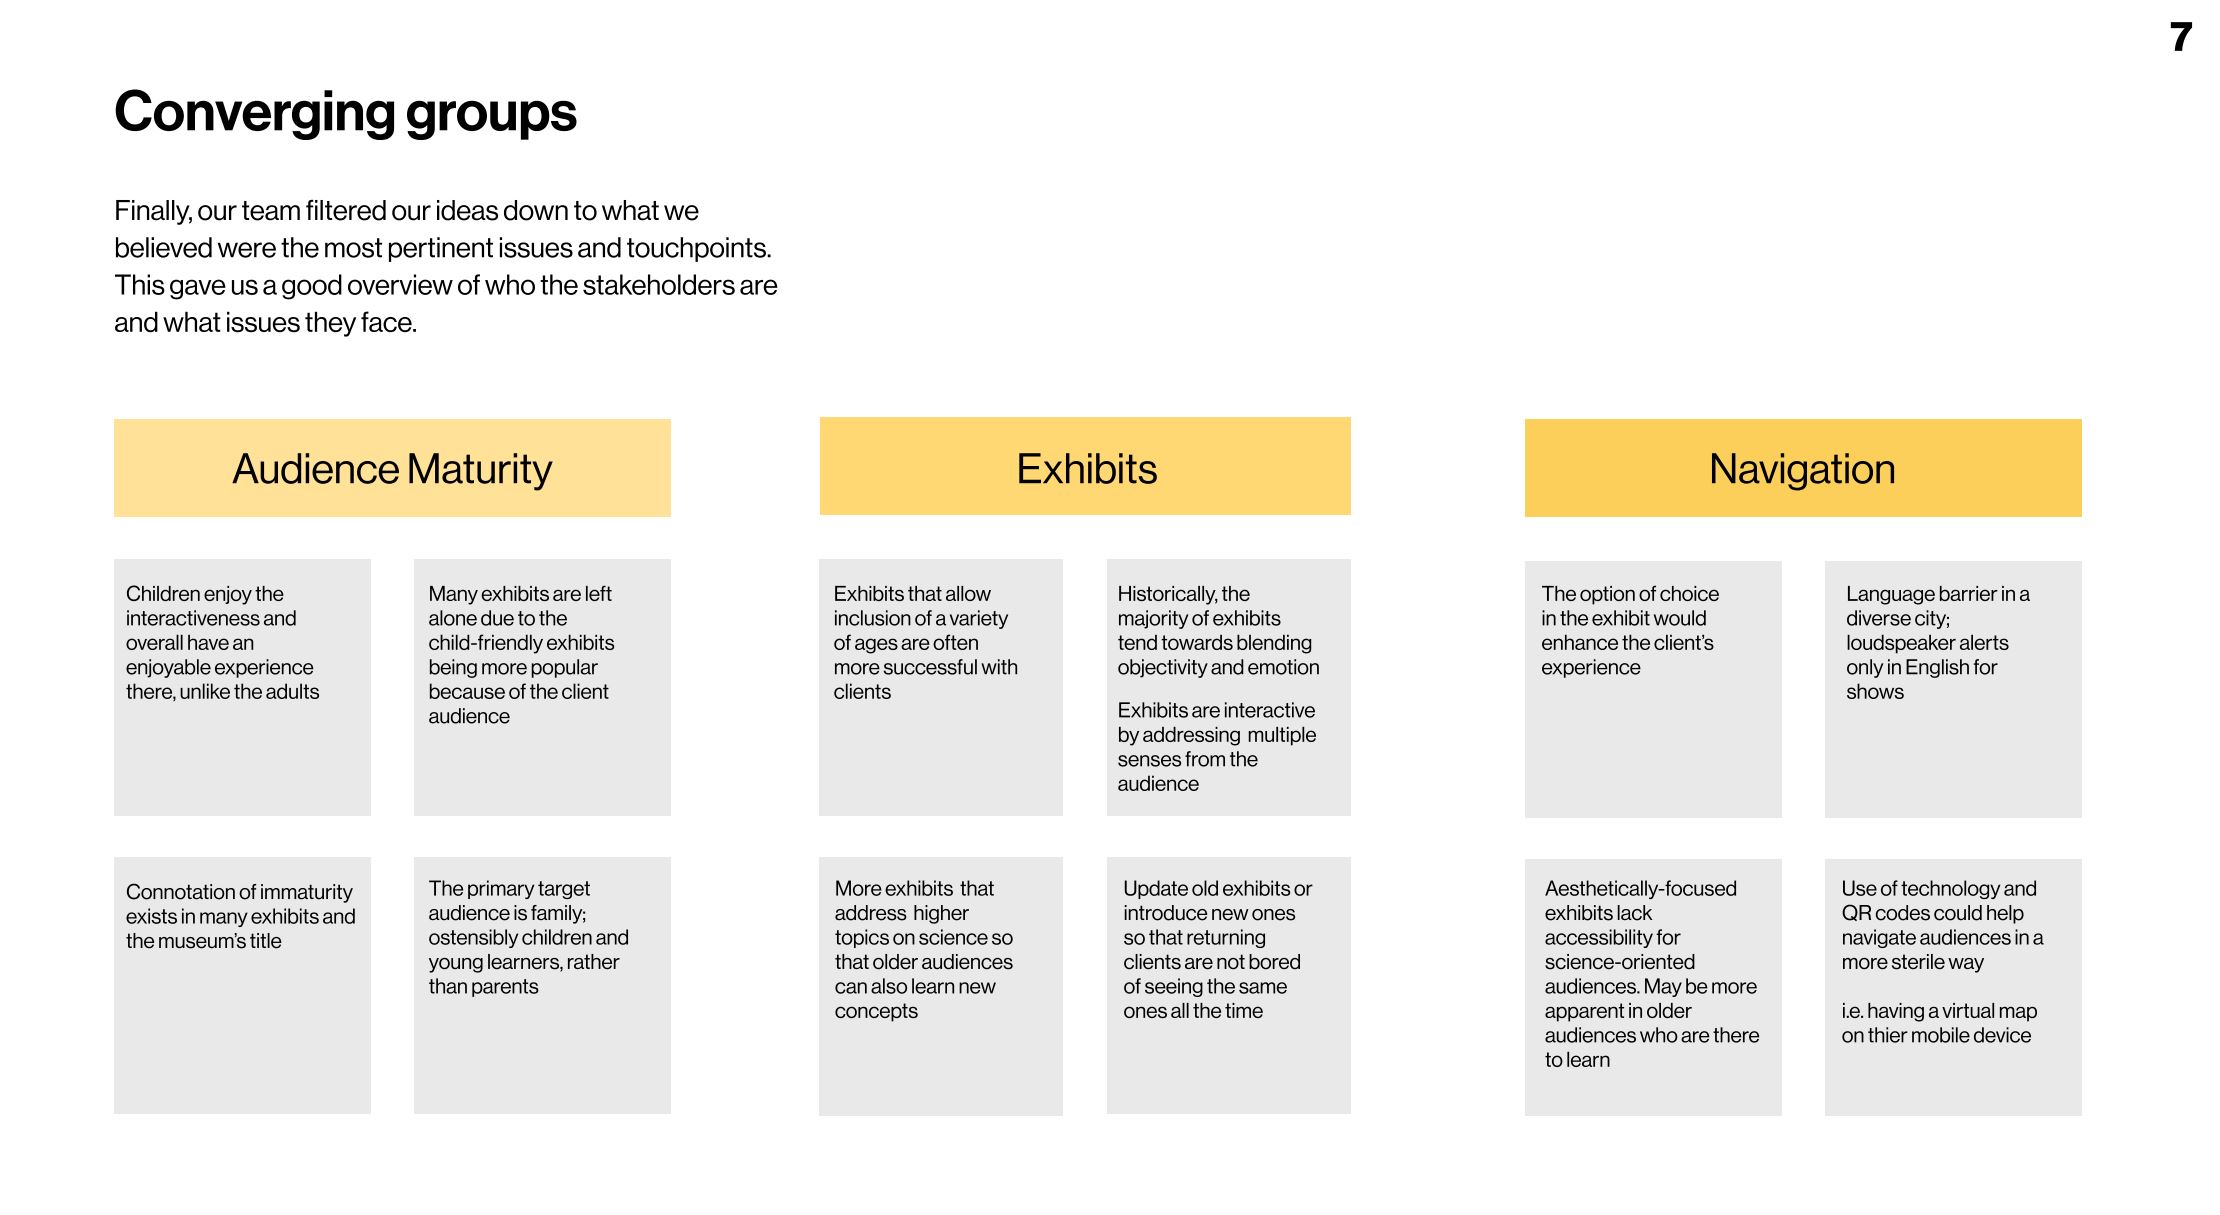 7
Converging groups
Finally, our team filtered our ideas down to what we
believed were the most pertinent issues and touchpoints.
This gave us a good overview of who the stakeholders are
and what issues they face.
Audience Maturity
Children enjoy the
interactiveness and
overall have an
enjoyable experience
there, unlike the adults
Many exhibits are left
alone due to the
child-friendly exhibits
being more popular
because of the client
audience
Connotation of immaturity
exists in many exhibits and
the museum's title
The primary target
audience is family;
ostensibly children and
young learners, rather
than parents
Exhibits
Exhibits that allow
inclusion of a variety
of ages are often
more successful with
clients
Historically, the
majority of exhibits
tend towards blending
objectivity and emotion
Exhibits are interactive
by addressing multiple
senses from the
audience
More exhibits that
address higher
topics on science so
that older audiences
can also learn new
concepts
Update old exhibits or
introduce new ones
so that returning
clients are not bored
of seeing the same
ones all the time
Navigation
The option of choice
in the exhibit would
enhance the client's
experience
Language barrier in a
diverse city;
loudspeaker alerts
only in English for
shows
Aesthetically-focused
exhibits lack
accessibility for
science-oriented
audiences. May be more
apparent in older
audiences who are there
to learn
Use of technology and
QR codes could help
navigate audiences in a
more sterile way
i.e. having a virtual map
on thier mobile device